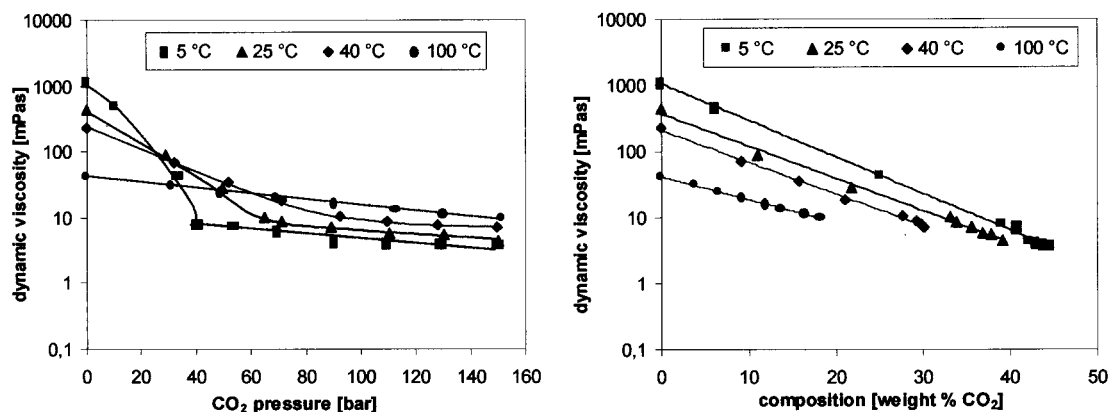 10000
1000
100
10
1
0,1
dynamic viscosity [mPas]
5 °C 25 °C 40 °C 100 °C
0 20 40 60 80 100 120 140 160
CO₂ pressure [bar]
10000
1000
100
10
1
0,1
dynamic viscosity [mPas]
5 °C 25 °C 40 °C 100 °C
0 10 20 30 40 50
composition [weight % CO₂]